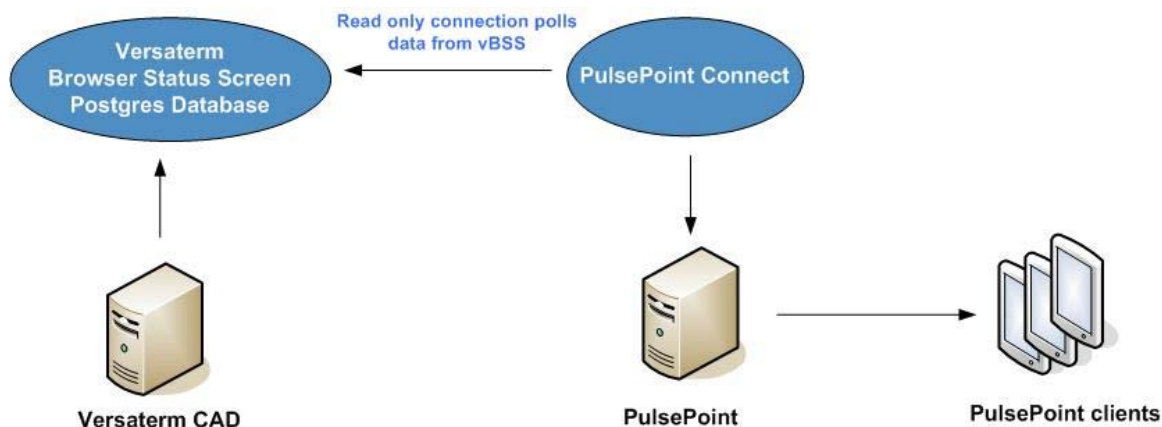 Read only connection polls
data from vBSS
Versaterm
Browser Status Screen
Postgres Database
PulsePoint Connect
Versaterm CAD
PulsePoint
PulsePoint clients